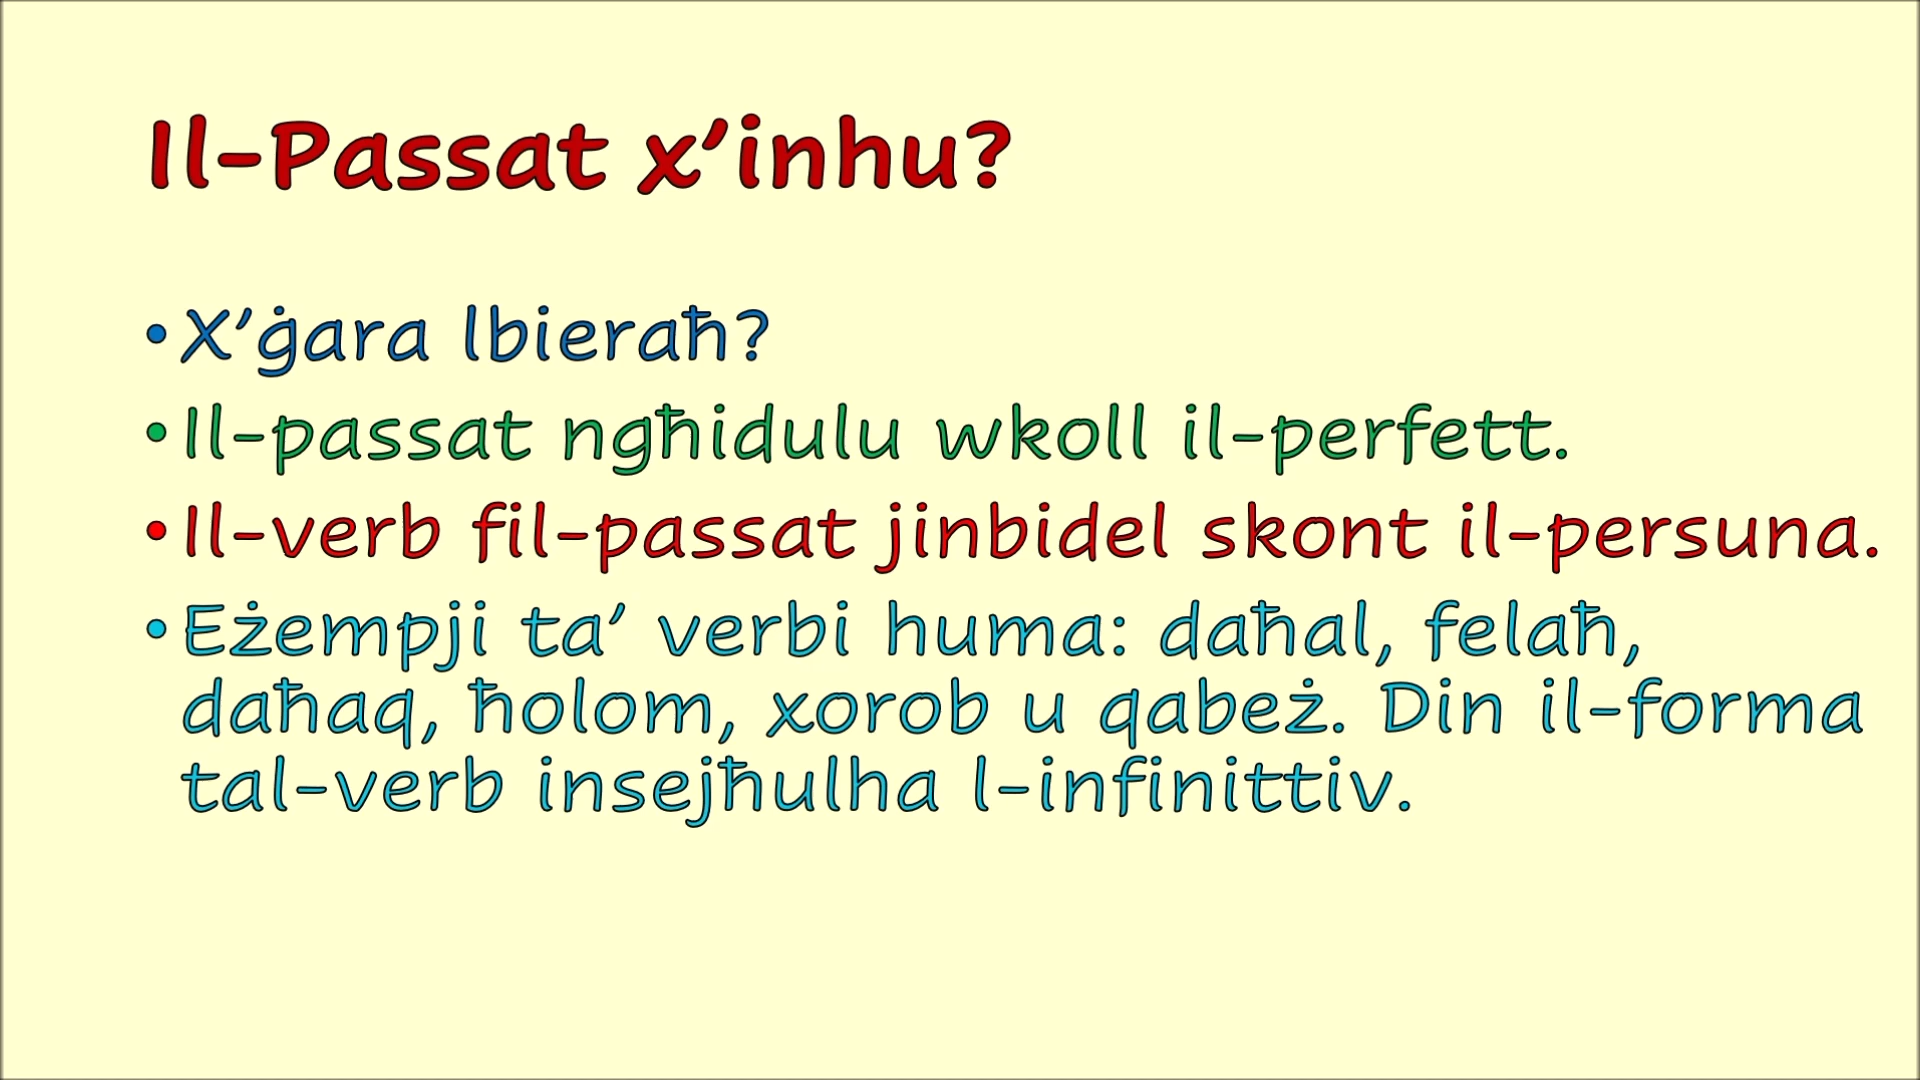 Il-Passat x’inhu?
•X’ġara lbieraħ?
•Il-passat ngħidulu wkoll il-perfett.
•Il-verb fil-passat jinbidel skont il-persuna.
•Eżempji ta’ verbi huma: daħal, felaħ,
daħaq, ħolom, xorob u qabeż. Din il-forma
tal-verb insejħulha l-infinittiv.